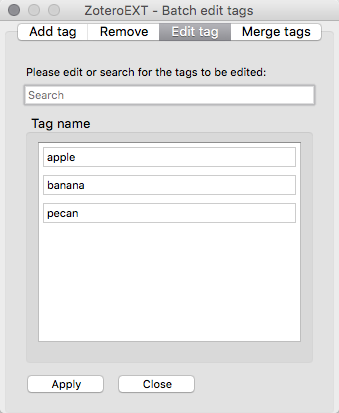 ZoteroEXT - Batch edit tags
Add tag Remove Edit tag Merge tags
Please edit or search for the tags to be edited:
Search
Tag name
apple
banana
pecan
Apply Close